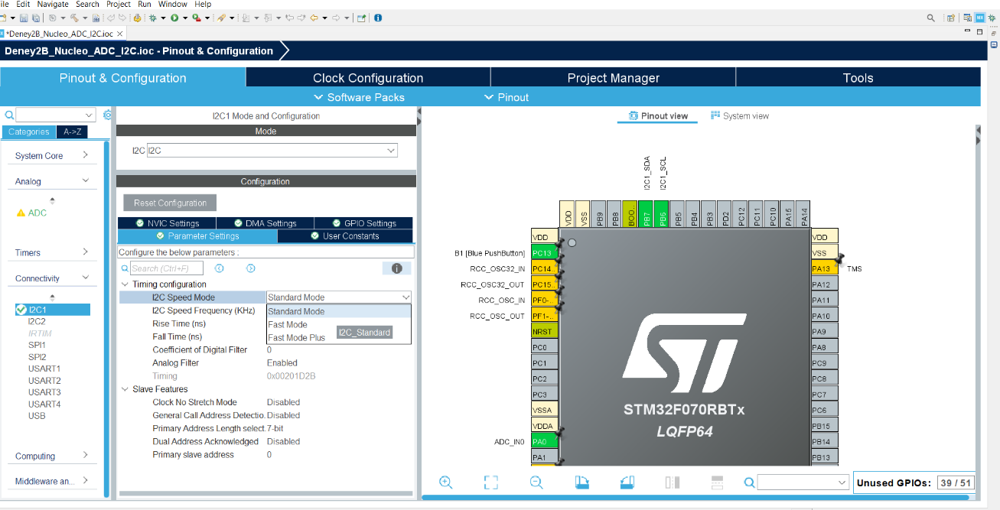 ile Edit Navigate Search Project Run Window Help
*Deney2B_Nucleo_ADC_I2C.ioc
Deney2B_Nucleo_ADC_I2C.ioc - Pinout & Configuration
Pinout & Configuration Clock Configuration Project Manager Tools
Software Packs Pinout
Categories A->Z
System Core
Analog
ADC
Timers
Connectivity
I2C1
I2C2
IRTIM
SPI1
SPI2
USART1
USART2
USART3
USART4
USB
Computing
Middleware an...
I2C1 Mode and Configuration
Mode
I2C I2C
Configuration
Reset Configuration
NVIC Settings DMA Settings GPIO Settings
Parameter Settings User Constants
Configure the below parameters :
Search (Ctrl+F)
Timing configuration
I2C Speed Mode Standard Mode
I2C Speed Frequency (KHz) Standard Mode
Rise Time (ns) Fast Mode
Fall Time (ns) Fast Mode Plus I2C_Standard
Coefficient of Digital Filter 0
Analog Filter Enabled
Timing 0x00201D2B
Slave Features
Clock No Stretch Mode Disabled
General Call Address Detectio. Disabled
Primary Address Length select. 7-bit
Dual Address Acknowledged Disabled
Primary slave address 0
Pinout view System view
I2C1_SDA I2C1_SCL
VDD VSS PB9 PB8 BOO.. PB7 PB6 PB5 PB4 PB3 PD2 PC12 PC11 PC10 PA15 PA14
VDD
B1 [Blue PushButton] PC13
RCC_OSC32_IN PC14..
RCC_OSC32_OUT PC15..
RCC_OSC_IN PF0-..
RCC_OSC_OUT PF1-..
NRST
PC0
PC1
PC2
PC3
VSSA
VDDA
ADC_IN0 PA0
PA1
STM32F070RBTx
LQFP64
VDD
VSS
PA13 TMS
PA12
PA11
PA10
PA9
PA8
PC9
PC8
PC7
PC6
PB15
PB14
PB13
Unused GPIOs: 39 / 51